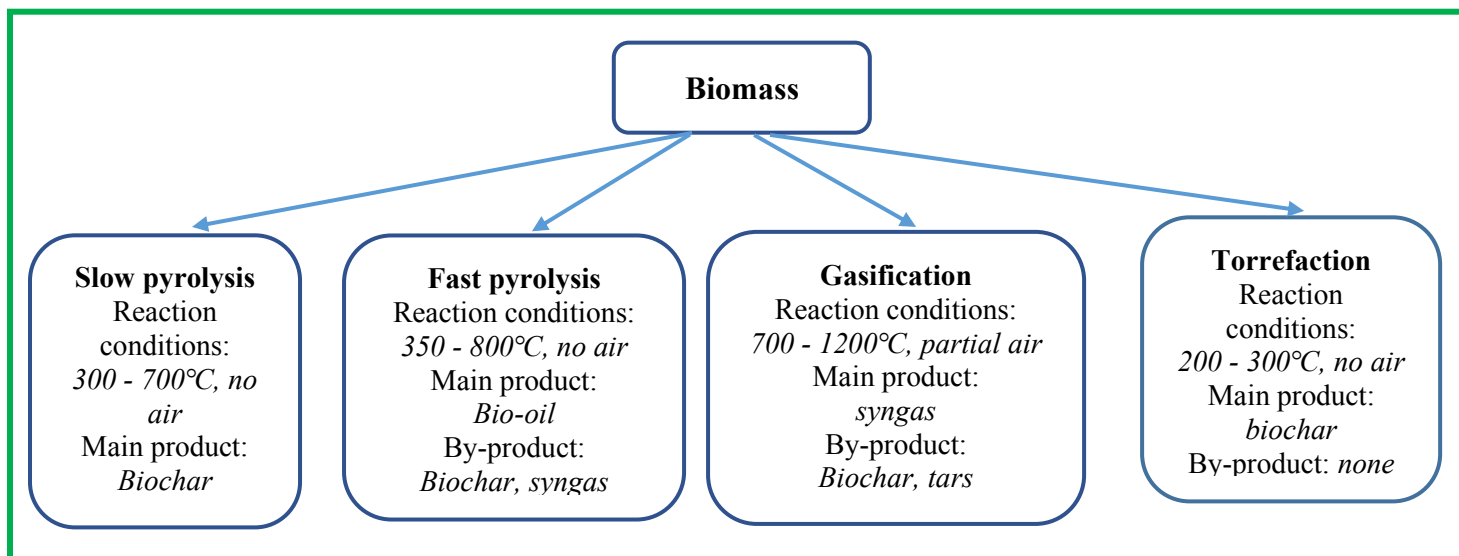 Biomass
Slow pyrolysis
Reaction
conditions:
300 - 700℃, no
air
Main product:
Biochar
Fast pyrolysis
Reaction conditions:
350 - 800℃, no air
Main product:
Bio-oil
By-product:
Biochar, syngas
Gasification
Reaction conditions:
700 - 1200℃, partial air
Main product:
syngas
By-product:
Biochar, tars
Torrefaction
Reaction
conditions:
200 - 300℃, no air
Main product:
biochar
By-product: none